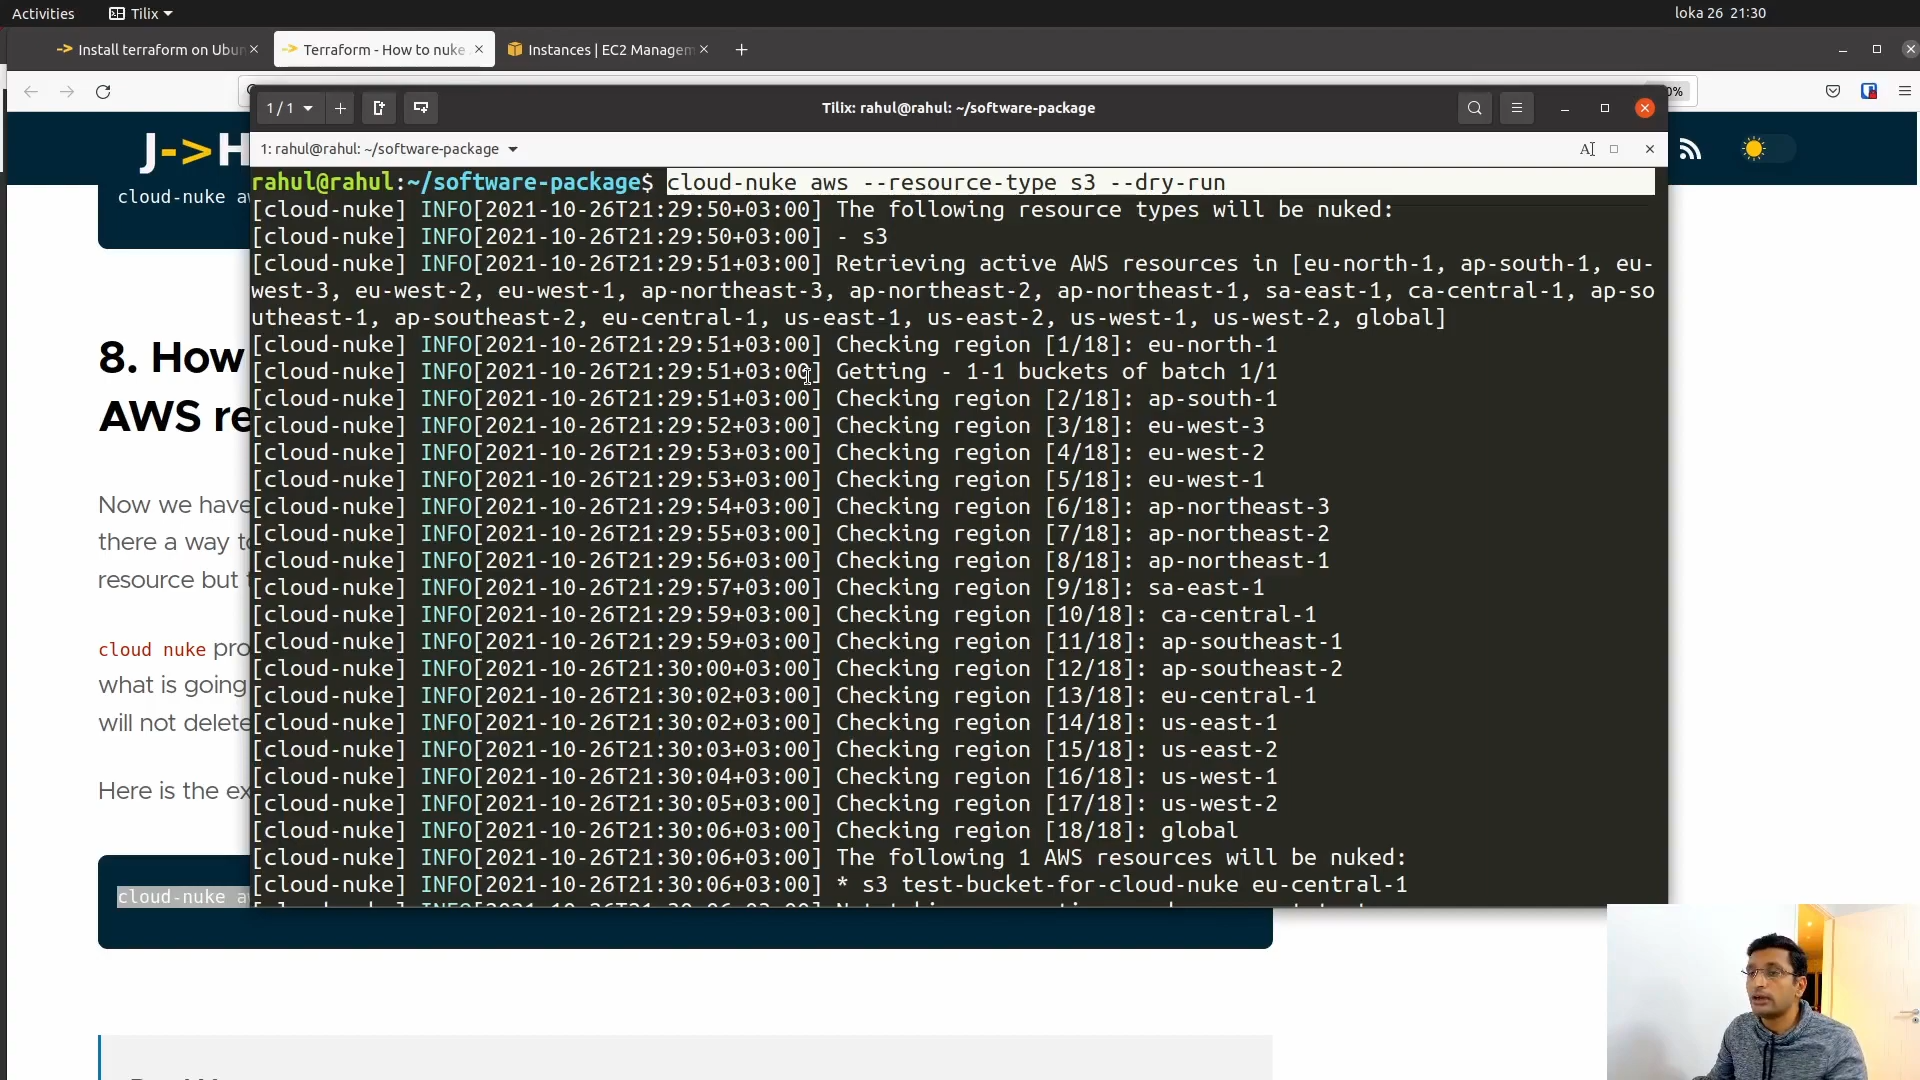 Activities
Tilix
loka 26 21:30
Install terraform on Ubun
Terraform - How to nuke
Instances | EC2 Managem
1 / 1
Tilix: rahul@rahul: ~/software-package
0%
1: rahul@rahul: ~/software-package
J->H
cloud-nuke aw
rahul@rahul:~/software-package$ cloud-nuke aws --resource-type s3 --dry-run
[cloud-nuke] INFO[2021-10-26T21:29:50+03:00] The following resource types will be nuked:
[cloud-nuke] INFO[2021-10-26T21:29:50+03:00] - s3
[cloud-nuke] INFO[2021-10-26T21:29:51+03:00] Retrieving active AWS resources in [eu-north-1, ap-south-1, eu-
west-3, eu-west-2, eu-west-1, ap-northeast-3, ap-northeast-2, ap-northeast-1, sa-east-1, ca-central-1, ap-so
utheast-1, ap-southeast-2, eu-central-1, us-east-1, us-east-2, us-west-1, us-west-2, global]
[cloud-nuke] INFO[2021-10-26T21:29:51+03:00] Checking region [1/18]: eu-north-1
[cloud-nuke] INFO[2021-10-26T21:29:51+03:00] Getting - 1-1 buckets of batch 1/1
[cloud-nuke] INFO[2021-10-26T21:29:51+03:00] Checking region [2/18]: ap-south-1
[cloud-nuke] INFO[2021-10-26T21:29:52+03:00] Checking region [3/18]: eu-west-3
[cloud-nuke] INFO[2021-10-26T21:29:53+03:00] Checking region [4/18]: eu-west-2
[cloud-nuke] INFO[2021-10-26T21:29:53+03:00] Checking region [5/18]: eu-west-1
[cloud-nuke] INFO[2021-10-26T21:29:54+03:00] Checking region [6/18]: ap-northeast-3
[cloud-nuke] INFO[2021-10-26T21:29:55+03:00] Checking region [7/18]: ap-northeast-2
[cloud-nuke] INFO[2021-10-26T21:29:56+03:00] Checking region [8/18]: ap-northeast-1
[cloud-nuke] INFO[2021-10-26T21:29:57+03:00] Checking region [9/18]: sa-east-1
[cloud-nuke] INFO[2021-10-26T21:29:59+03:00] Checking region [10/18]: ca-central-1
[cloud-nuke] INFO[2021-10-26T21:29:59+03:00] Checking region [11/18]: ap-southeast-1
[cloud-nuke] INFO[2021-10-26T21:30:00+03:00] Checking region [12/18]: ap-southeast-2
[cloud-nuke] INFO[2021-10-26T21:30:02+03:00] Checking region [13/18]: eu-central-1
[cloud-nuke] INFO[2021-10-26T21:30:02+03:00] Checking region [14/18]: us-east-1
[cloud-nuke] INFO[2021-10-26T21:30:03+03:00] Checking region [15/18]: us-east-2
[cloud-nuke] INFO[2021-10-26T21:30:04+03:00] Checking region [16/18]: us-west-1
[cloud-nuke] INFO[2021-10-26T21:30:05+03:00] Checking region [17/18]: us-west-2
[cloud-nuke] INFO[2021-10-26T21:30:06+03:00] Checking region [18/18]: global
[cloud-nuke] INFO[2021-10-26T21:30:06+03:00] The following 1 AWS resources will be nuked:
[cloud-nuke] INFO[2021-10-26T21:30:06+03:00] * s3 test-bucket-for-cloud-nuke eu-central-1
8. How
AWS re
Now we have
there a way to
resource but
cloud nuke pro
what is going
will not delete
Here is the ex
cloud-nuke aw